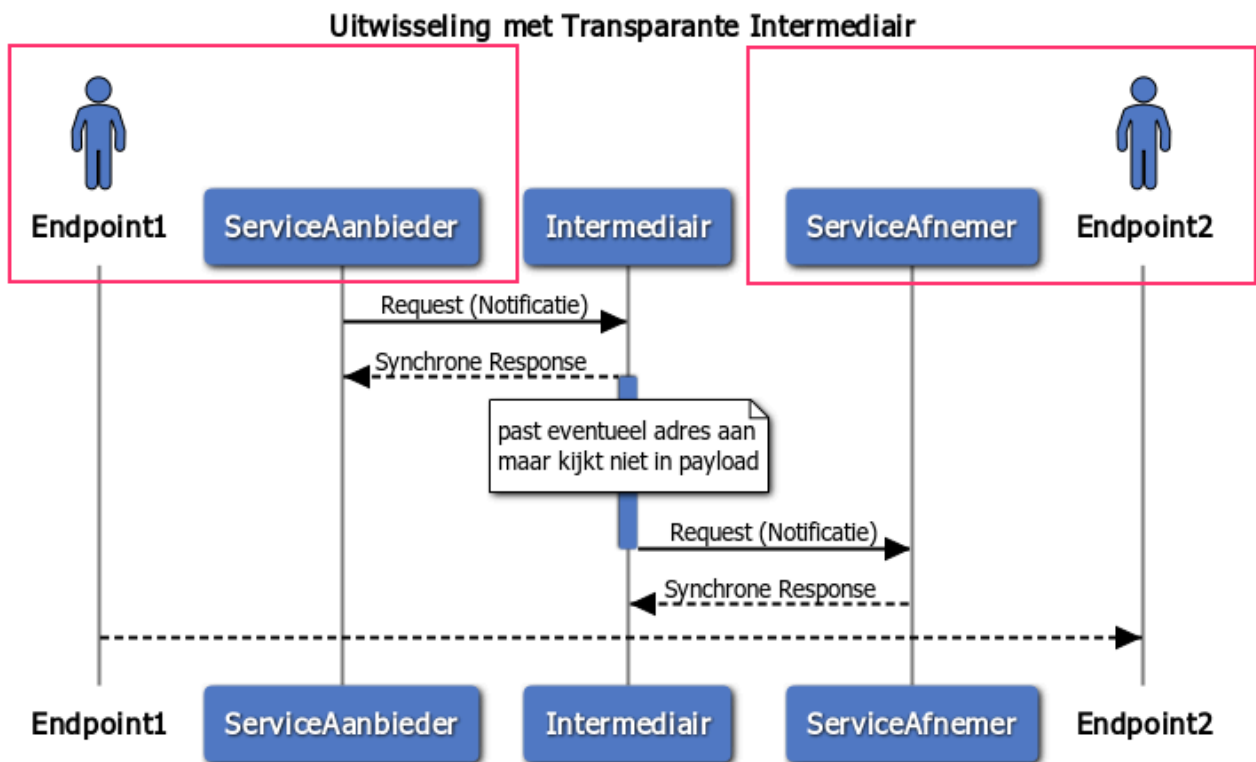 Uitwisseling met Transparante Intermediair
Endpoint1
ServiceAanbieder
Intermediair
ServiceAfnemer
Endpoint2
Request (Notificatie)
Synchrone Response
past eventueel adres aan
maar kijkt niet in payload
Request (Notificatie)
Synchrone Response
Endpoint1
ServiceAanbieder
Intermediair
ServiceAfnemer
Endpoint2